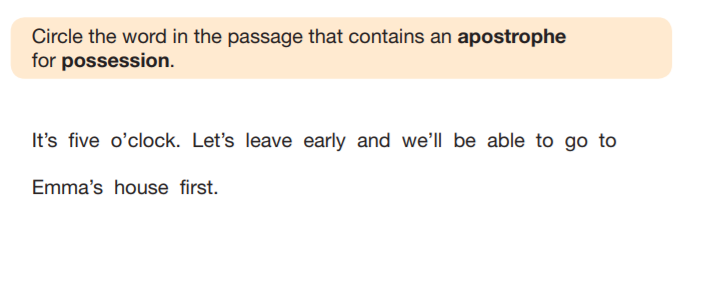 Circle the word in the passage that contains an apostrophe
for possession.
It’s five o’clock. Let’s leave early and we’ll be able to go to
Emma’s house first.